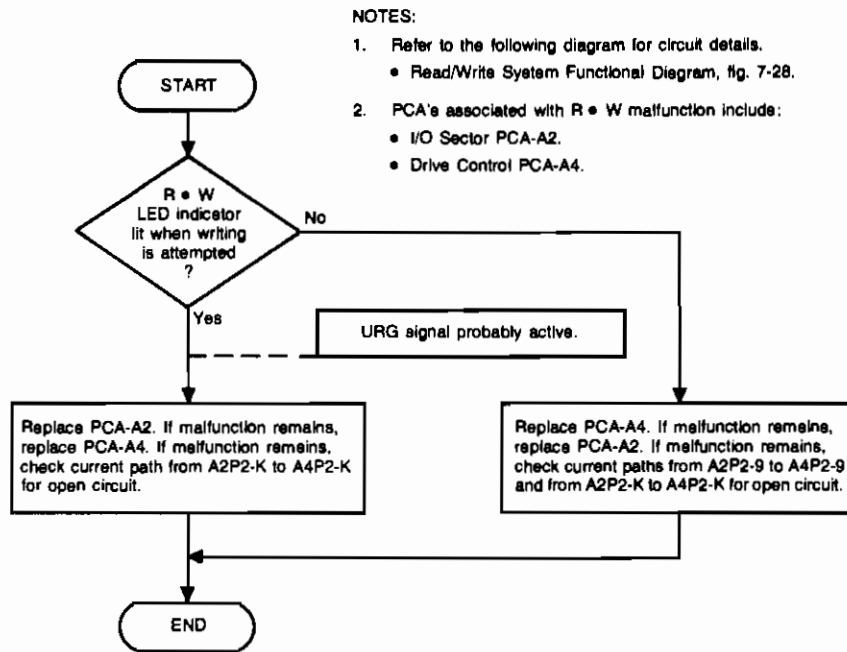 NOTES:
1. Refer to the following diagram for circuit details.
• Read/Write System Functional Diagram, fig. 7-28.
2. PCA's associated with R • W malfunction include:
• I/O Sector PCA-A2.
• Drive Control PCA-A4.
START
R • W
LED indicator
lit when writing
is attempted
?
No
Yes
URG signal probably active.
Replace PCA-A2. If malfunction remains,
replace PCA-A4. If malfunction remains,
check current path from A2P2-K to A4P2-K
for open circuit.
Replace PCA-A4. If malfunction remains,
replace PCA-A2. If malfunction remains,
check current paths from A2P2-9 to A4P2-9
and from A2P2-K to A4P2-K for open circuit.
END